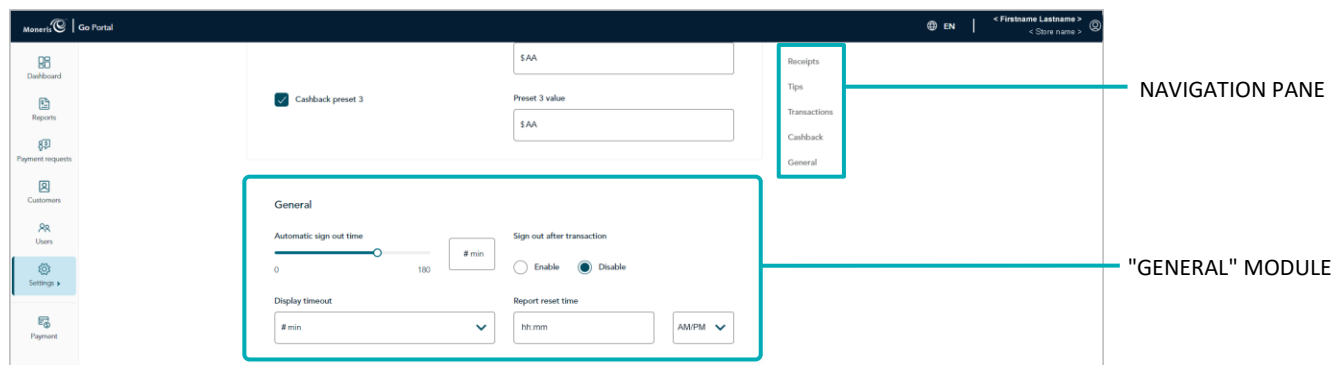 Moneris Go Portal
EN
< Firstname Lastname >
< Store name >
Dashboard
Reports
Payment requests
Customers
Users
Settings
Payment
$ AA
Cashback preset 3
Preset 3 value
$ AA
Receipts
Tips
Transactions
Cashback
General
NAVIGATION PANE
General
Automatic sign out time
# min
0 180
Sign out after transaction
Enable Disable
Display timeout
# min
Report reset time
hh:mm
AM/PM
"GENERAL" MODULE